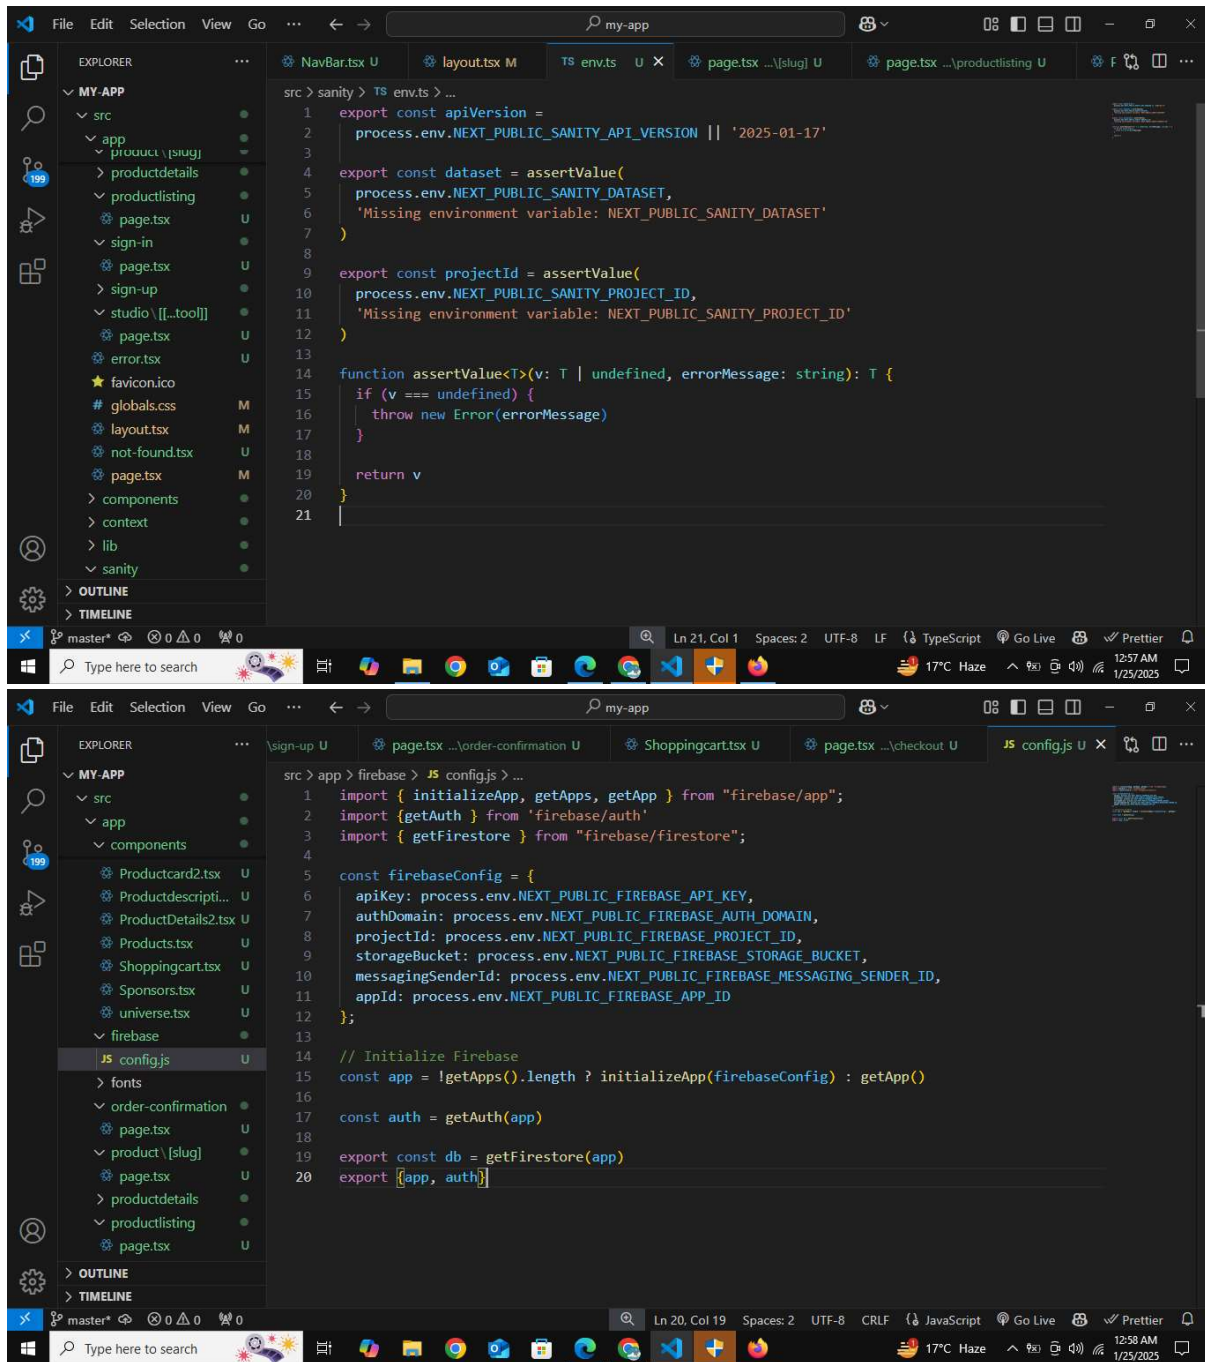 File Edit Selection View Go ··· my-app
EXPLORER ··· NavBar.tsx U layout.tsx M TS env.ts U page.tsx ...\[slug] U page.tsx ...\productlisting U
MY-APP src > sanity > TS env.ts > ...
src
app
product\[slug]
productdetails
productlisting
page.tsx U
sign-in
page.tsx U
sign-up
studio\[[...tool]]
page.tsx U
error.tsx U
favicon.ico
# globals.css M
layout.tsx M
not-found.tsx U
page.tsx M
components
context
lib
sanity
OUTLINE
TIMELINE
199
1 export const apiVersion =
2 process.env.NEXT_PUBLIC_SANITY_API_VERSION || '2025-01-17'
3
4 export const dataset = assertValue(
5 process.env.NEXT_PUBLIC_SANITY_DATASET,
6 'Missing environment variable: NEXT_PUBLIC_SANITY_DATASET'
7 )
8
9 export const projectId = assertValue(
10 process.env.NEXT_PUBLIC_SANITY_PROJECT_ID,
11 'Missing environment variable: NEXT_PUBLIC_SANITY_PROJECT_ID'
12 )
13
14 function assertValue<T>(v: T | undefined, errorMessage: string): T {
15 if (v === undefined) {
16 throw new Error(errorMessage)
17 }
18
19 return v
20 }
21
master* 0 0 0 Ln 21, Col 1 Spaces: 2 UTF-8 LF TypeScript Go Live Prettier
Type here to search 17°C Haze 12:57 AM
1/25/2025
File Edit Selection View Go ··· my-app
EXPLORER ··· \sign-up U page.tsx ...\order-confirmation U Shoppingcart.tsx U page.tsx ...\checkout U JS config.js U
MY-APP src > app > firebase > JS config.js > ...
src
app
components
Productcard2.tsx U
Productdescripti... U
ProductDetails2.tsx U
Products.tsx U
Shoppingcart.tsx U
Sponsors.tsx U
universe.tsx U
firebase
JS config.js U
fonts
order-confirmation
page.tsx U
product\[slug]
page.tsx U
productdetails
productlisting
page.tsx U
OUTLINE
TIMELINE
199
1 import { initializeApp, getApps, getApp } from "firebase/app";
2 import {getAuth } from 'firebase/auth'
3 import { getFirestore } from "firebase/firestore";
4
5 const firebaseConfig = {
6 apiKey: process.env.NEXT_PUBLIC_FIREBASE_API_KEY,
7 authDomain: process.env.NEXT_PUBLIC_FIREBASE_AUTH_DOMAIN,
8 projectId: process.env.NEXT_PUBLIC_FIREBASE_PROJECT_ID,
9 storageBucket: process.env.NEXT_PUBLIC_FIREBASE_STORAGE_BUCKET,
10 messagingSenderId: process.env.NEXT_PUBLIC_FIREBASE_MESSAGING_SENDER_ID,
11 appId: process.env.NEXT_PUBLIC_FIREBASE_APP_ID
12 };
13
14 // Initialize Firebase
15 const app = !getApps().length ? initializeApp(firebaseConfig) : getApp()
16
17 const auth = getAuth(app)
18
19 export const db = getFirestore(app)
20 export {app, auth}
master* 0 0 0 Ln 20, Col 19 Spaces: 2 UTF-8 CRLF JavaScript Go Live Prettier
Type here to search 17°C Haze 12:58 AM
1/25/2025